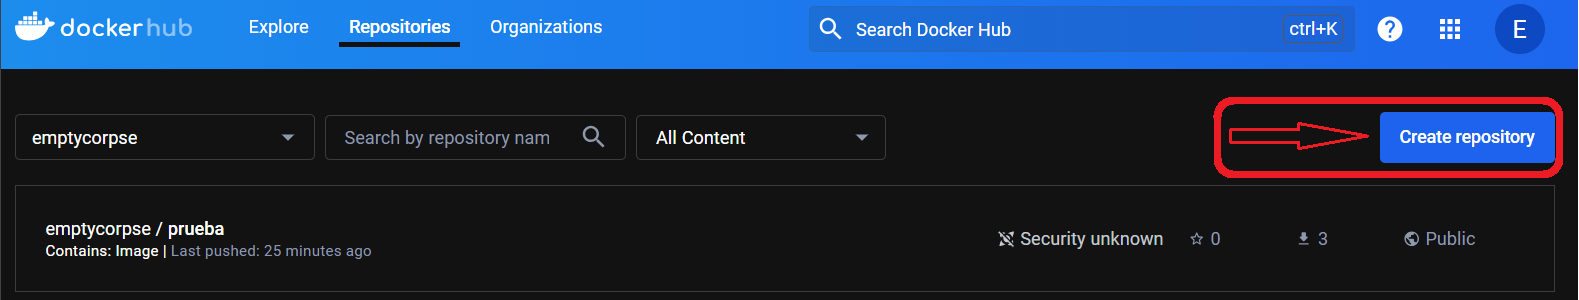 docker hub
Explore Repositories Organizations
Search Docker Hub ctrl+K
E
emptycorpse
Search by repository nam
All Content
Create repository
emptycorpse / prueba
Contains: Image | Last pushed: 25 minutes ago
Security unknown 0 3 Public